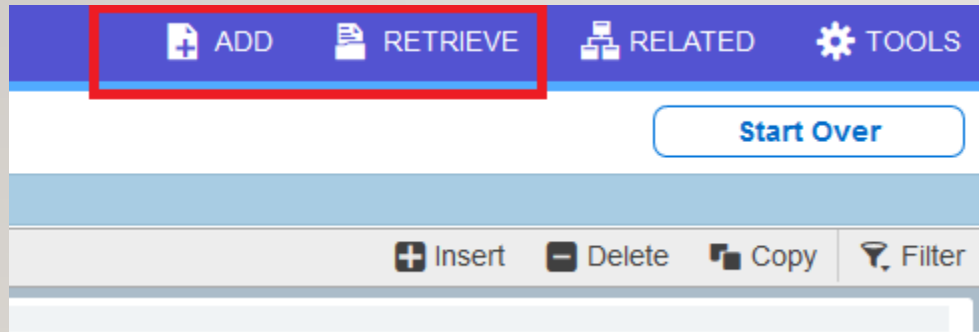 ADD RETRIEVE RELATED TOOLS
Start Over
Insert Delete Copy Filter